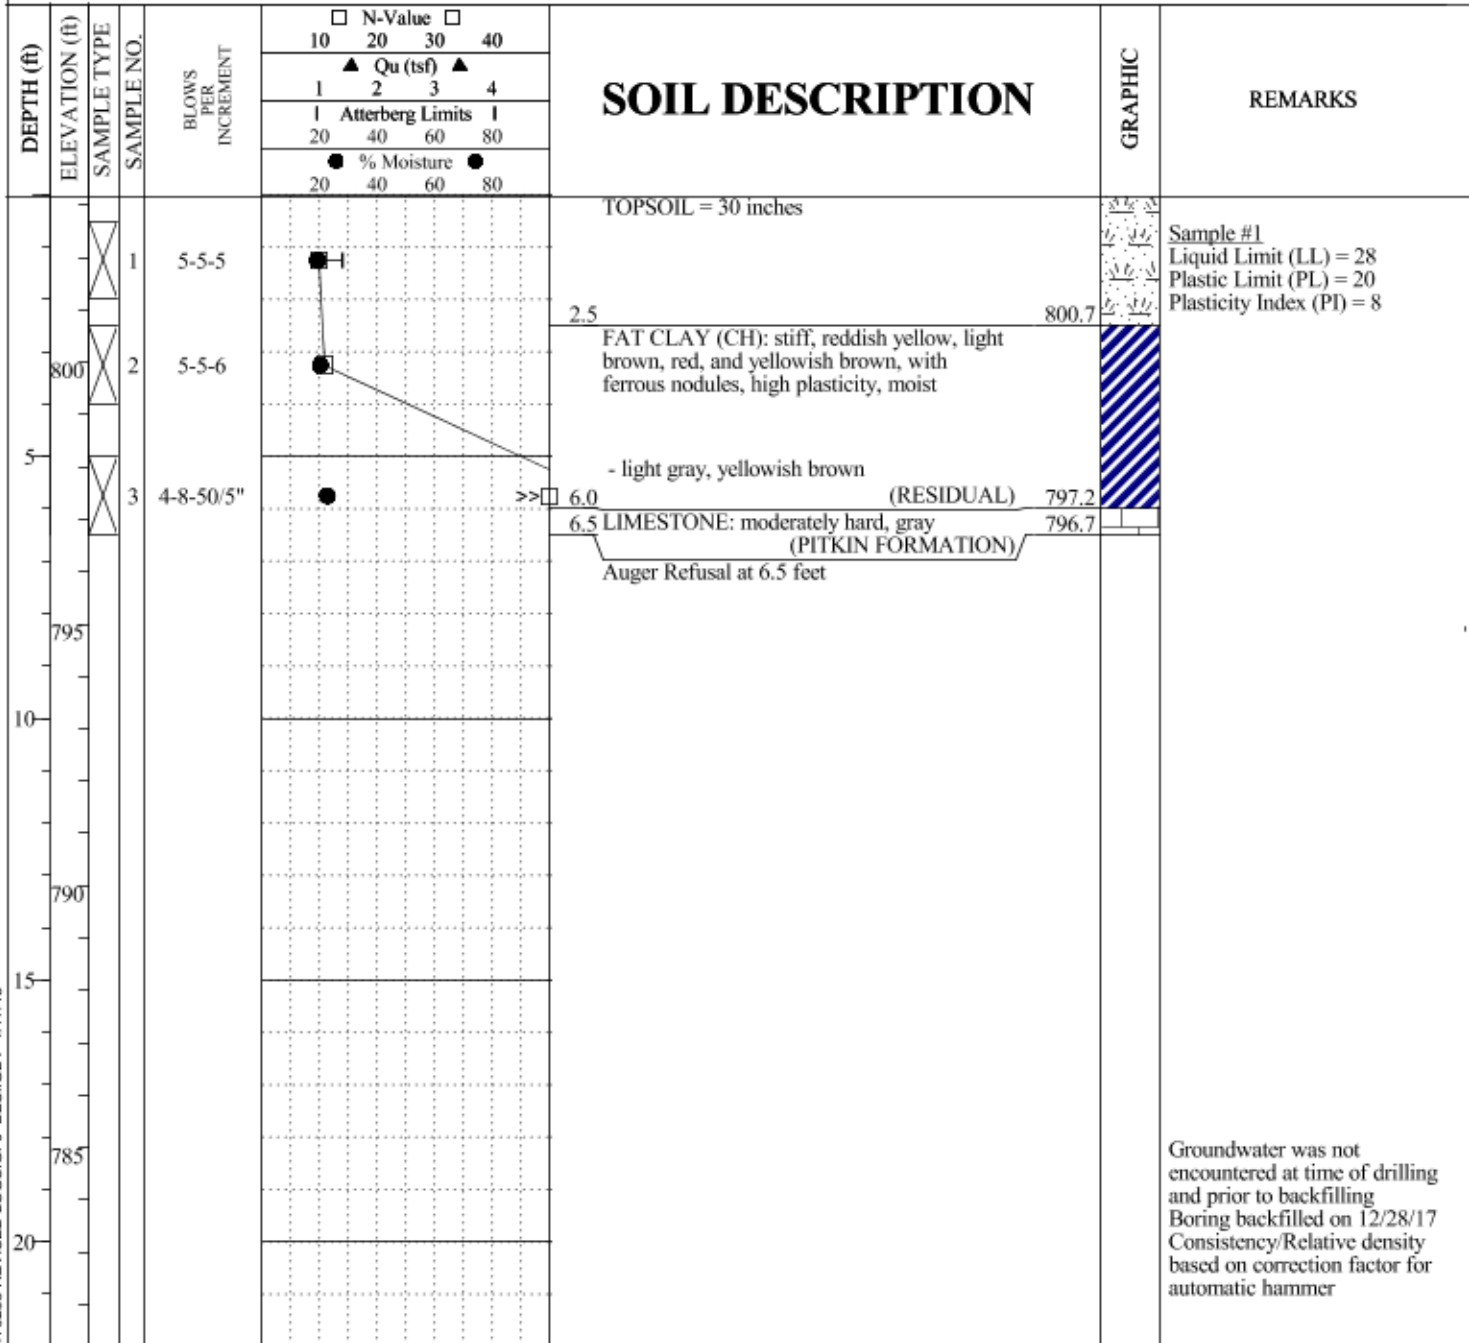 DEPTH (ft)
ELEVATION (ft)
SAMPLE TYPE
SAMPLE NO.
BLOWS
PER
INCREMENT
N-Value
10 20 30 40
Qu (tsf)
1 2 3 4
Atterberg Limits
20 40 60 80
% Moisture
20 40 60 80
SOIL DESCRIPTION
GRAPHIC
REMARKS
TOPSOIL = 30 inches
Sample #1
1 5-5-5
Liquid Limit (LL) = 28
Plastic Limit (PL) = 20
Plasticity Index (PI) = 8
2.5 800.7
FAT CLAY (CH): stiff, reddish yellow, light
brown, red, and yellowish brown, with
ferrous nodules, high plasticity, moist
800 2 5-5-6
5
- light gray, yellowish brown
3 4-8-50/5" >> 6.0 (RESIDUAL) 797.2
6.5 LIMESTONE: moderately hard, gray 796.7
(PITKIN FORMATION)
Auger Refusal at 6.5 feet
795
10
790
15
785
20
Groundwater was not
encountered at time of drilling
and prior to backfilling
Boring backfilled on 12/28/17
Consistency/Relative density
based on correction factor for
automatic hammer